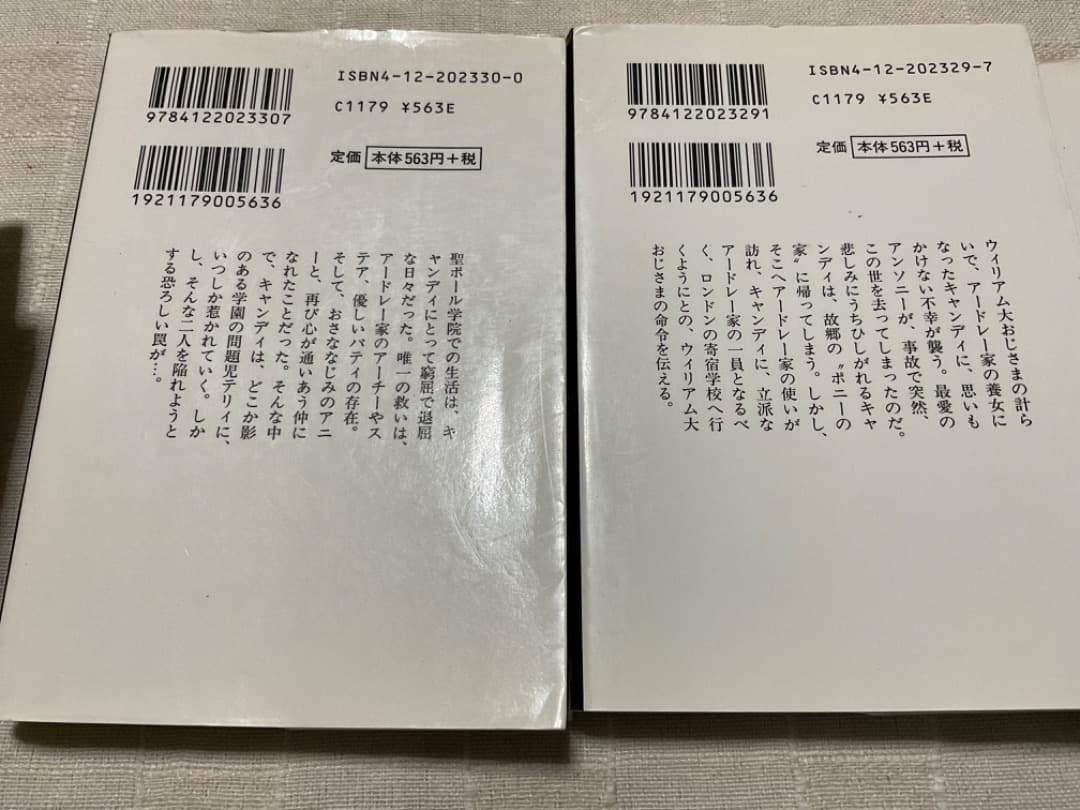 ISBN4-12-202330-0
9784122023307
C1179 ¥563E
定価 本体563円+税
1921179005636
聖ポール学院での生活は、キ
ャンディにとって窮屈で退屈
な日々だった。唯一の救いは、
アードレー家のアーチーやス
テア、優しいパティの存在。
そして、おさななじみのアニ
ーと、再び心が通いあう仲に
なれたことだった。そんな中
で、キャンディは、どこか影
のある学園の問題児テリィに、
いつしか惹かれていく。しか
し、そんな二人を陥れようと
する恐ろしい罠が…。
ISBN4-12-202329-7
9784122023291
C1179 ¥563E
定価 本体563円+税
1921179005636
ウィリアム大おじさまの計ら
いで、アードレー家の養女に
なったキャンディに、思いも
かけない不幸が襲う。最愛の
アンソニーが、事故で突然、
この世を去ってしまったのだ。
悲しみにうちひしがれるキャ
ンディは、故郷の〝ポニーの
家〟に帰ってしまう。しかし、
そこへアードレー家の使いが
訪れ、キャンディに、立派な
アードレー家の一員となるべ
く、ロンドンの寄宿学校へ行
くようにとの、ウィリアム大
おじさまの命令を伝える。